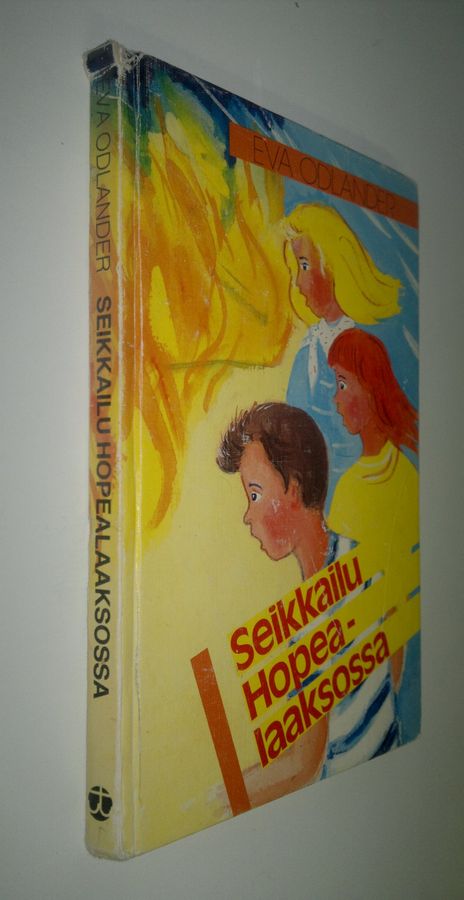 EVA ODLANDER SEIKKAILU HOPEALAAKSOSSA
EVA ODLANDER
Seikkailu
Hopea-
laaksossa